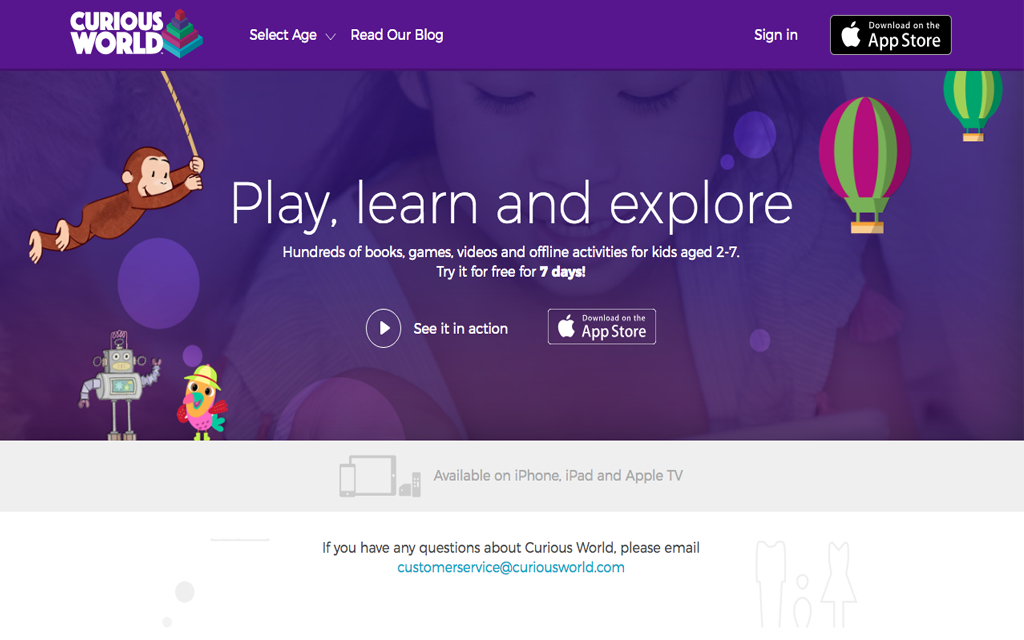 CURIOUS
WORLD
Select Age
Read Our Blog
Sign in
Download on the
App Store
Play, learn and explore
Hundreds of books, games, videos and offline activities for kids aged 2-7.
Try it for free for 7 days!
See it in action
Download on the
App Store
Available on iPhone, iPad and Apple TV
If you have any questions about Curious World, please email
customerservice@curiousworld.com